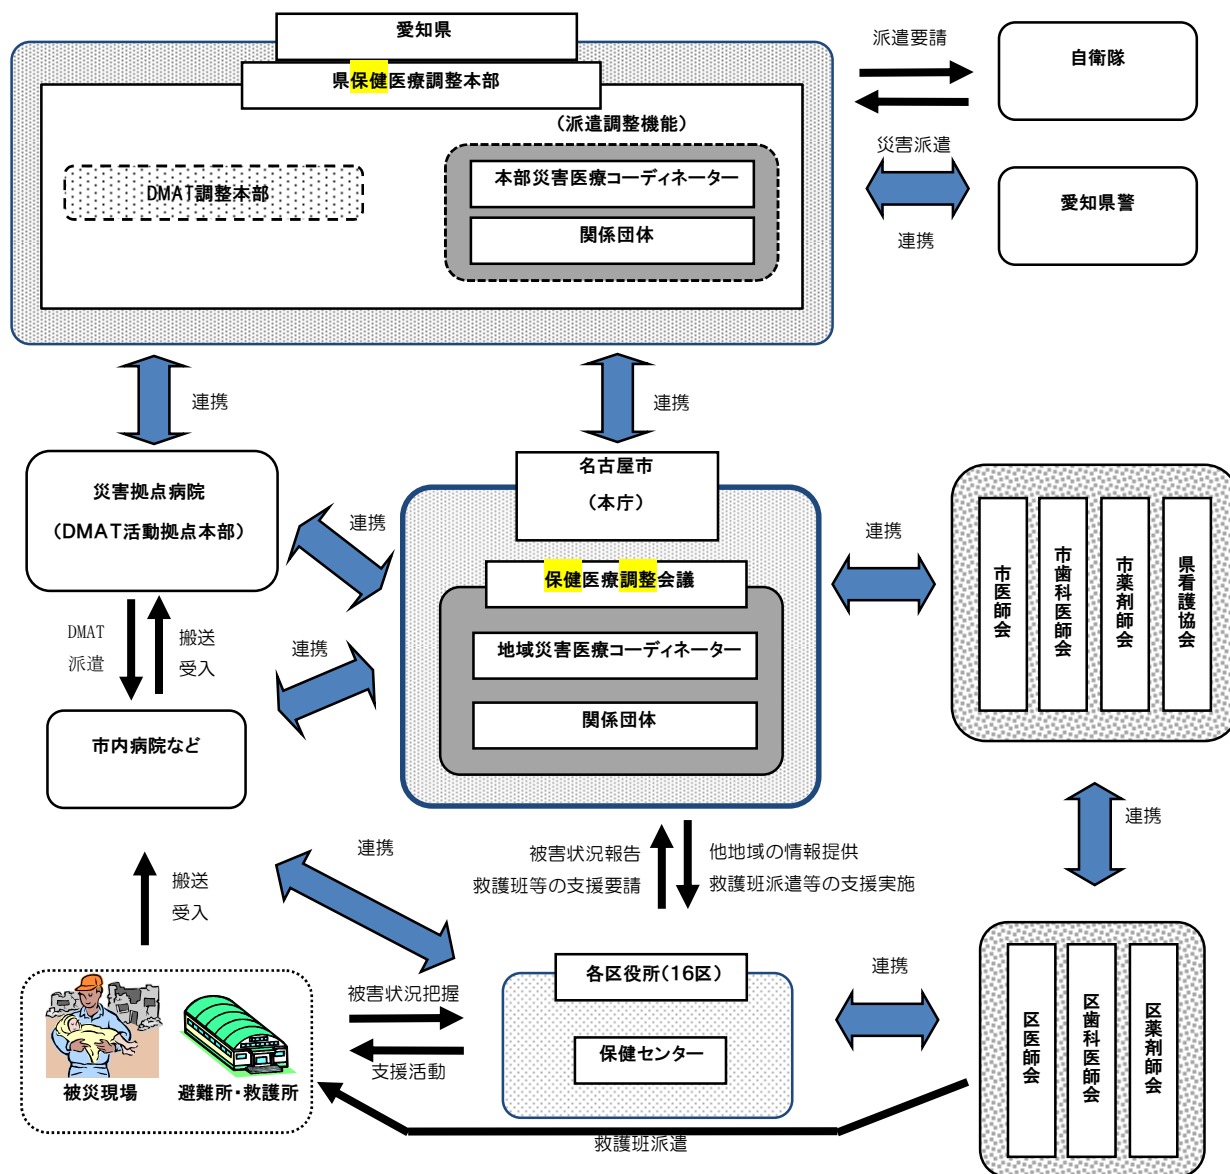 愛知県
県保健医療調整本部
(派遣調整機能)
DMAT調整本部
本部災害医療コーディネーター
関係団体
派遣要請
自衛隊
災害派遣
愛知県警
連携
連携
連携
災害拠点病院
(DMAT活動拠点本部)
連携
名古屋市
(本庁)
保健医療調整会議
地域災害医療コーディネーター
関係団体
連携
市医師会
市歯科医師会
市薬剤師会
県看護協会
DMAT
派遣
搬送
受入
連携
市内病院など
連携
被害状況報告
救護班等の支援要請
他地域の情報提供
救護班派遣等の支援実施
連携
搬送
受入
各区役所(16区)
保健センター
連携
区医師会
区歯科医師会
区薬剤師会
被害状況把握
支援活動
被災現場
避難所・救護所
救護班派遣